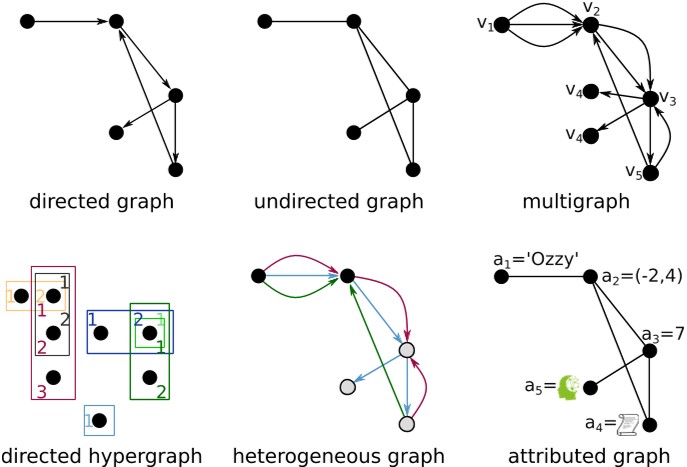 directed graph
undirected graph
v1
v2
v3
v4
v4
v5
multigraph
1
2
1
1
2
2
3
1
2
1
1
2
1
directed hypergraph
heterogeneous graph
a1='Ozzy'
a2=(-2,4)
a3=7
a5=
a4=
attributed graph